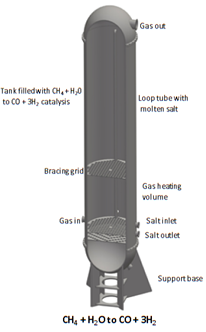 Gas out
Tank filled with CH₄ + H₂0
to CO + 3H₂ catalysis
Loop tube with
molten salt
Bracing grid
Gas heating
volume
Gas in
Salt inlet
Salt outlet
Support base
CH₄ + H₂O to CO + 3H₂